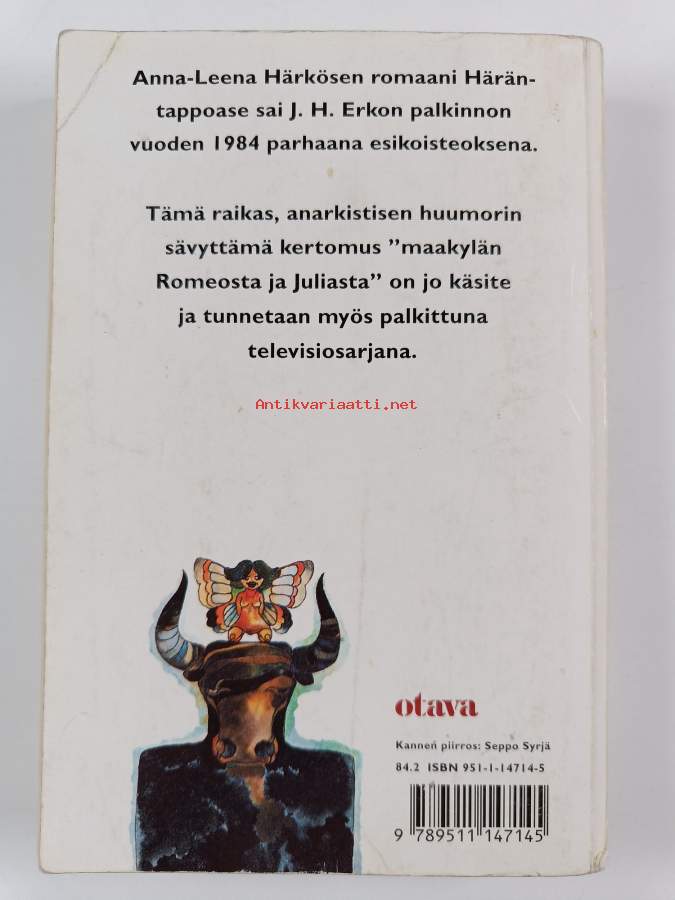 Anna-Leena Härkösen romaani Härän-
tappoase sai J. H. Erkon palkinnon
vuoden 1984 parhaana esikoisteoksena.
Tämä raikas, anarkistisen huumorin
sävyttämä kertomus ”maakylän
Romeosta ja Juliasta” on jo käsite
ja tunnetaan myös palkittuna
televisiosarjana.
Antikvariaatti.net
otava
Kannen piirros: Seppo Syrjä
84.2 ISBN 951-1-14714-5
9 789511 147145